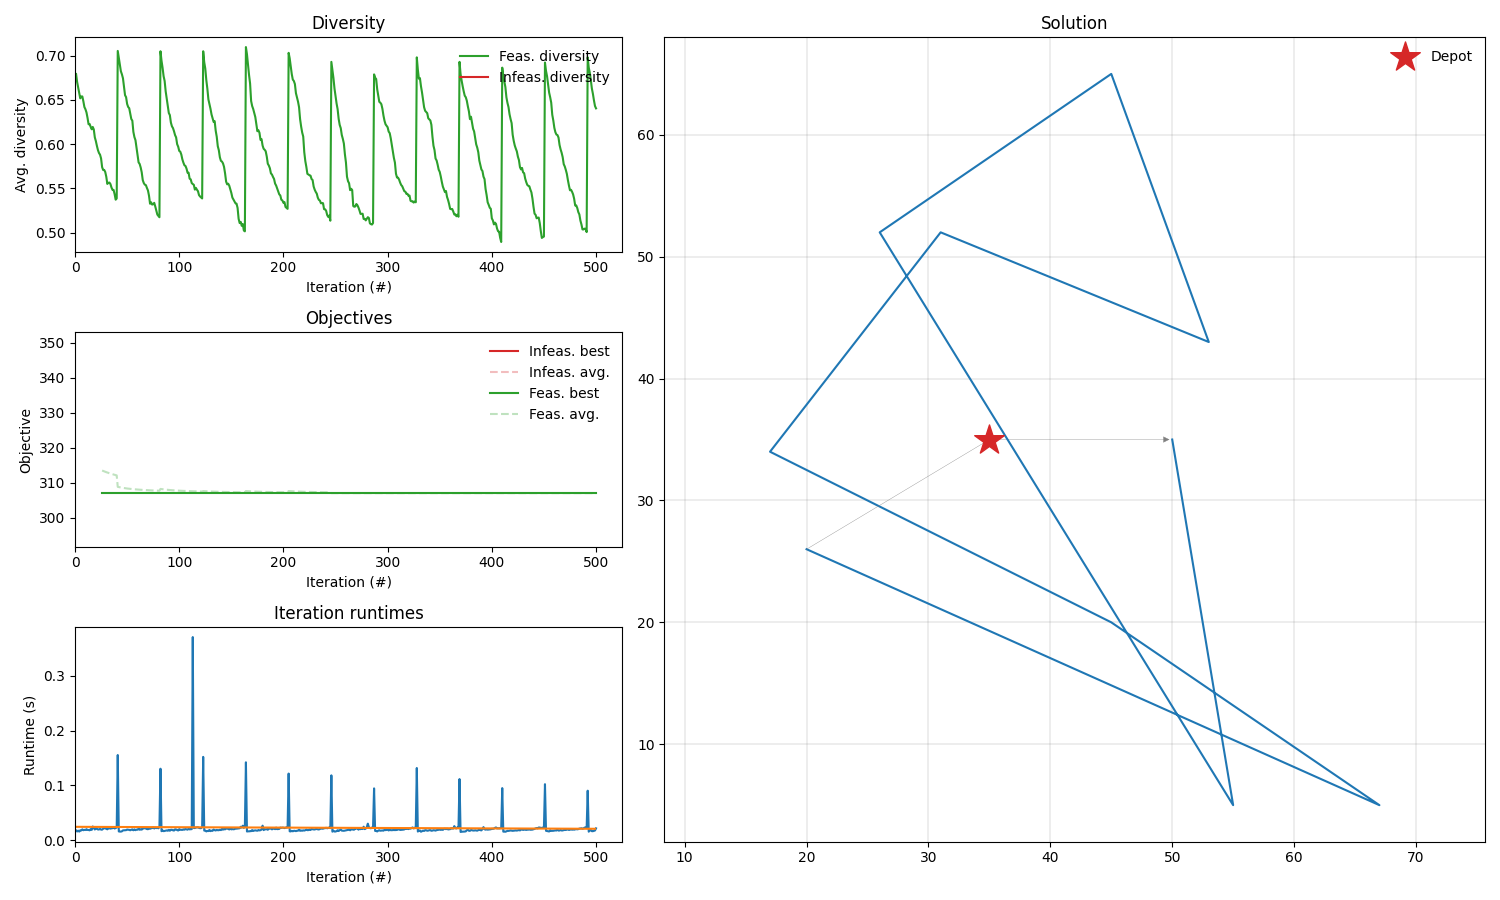 Diversity
Avg. diversity
0.70
0.65
0.60
0.55
0.50
Feas. diversity
Infeas. diversity
0 100 200 300 400 500
Iteration (#)
Objectives
Objective
350
340
330
320
310
300
Infeas. best
Infeas. avg.
Feas. best
Feas. avg.
0 100 200 300 400 500
Iteration (#)
Iteration runtimes
Runtime (s)
0.3
0.2
0.1
0.0
0 100 200 300 400 500
Iteration (#)
Solution
Depot
60
50
40
30
20
10
10 20 30 40 50 60 70